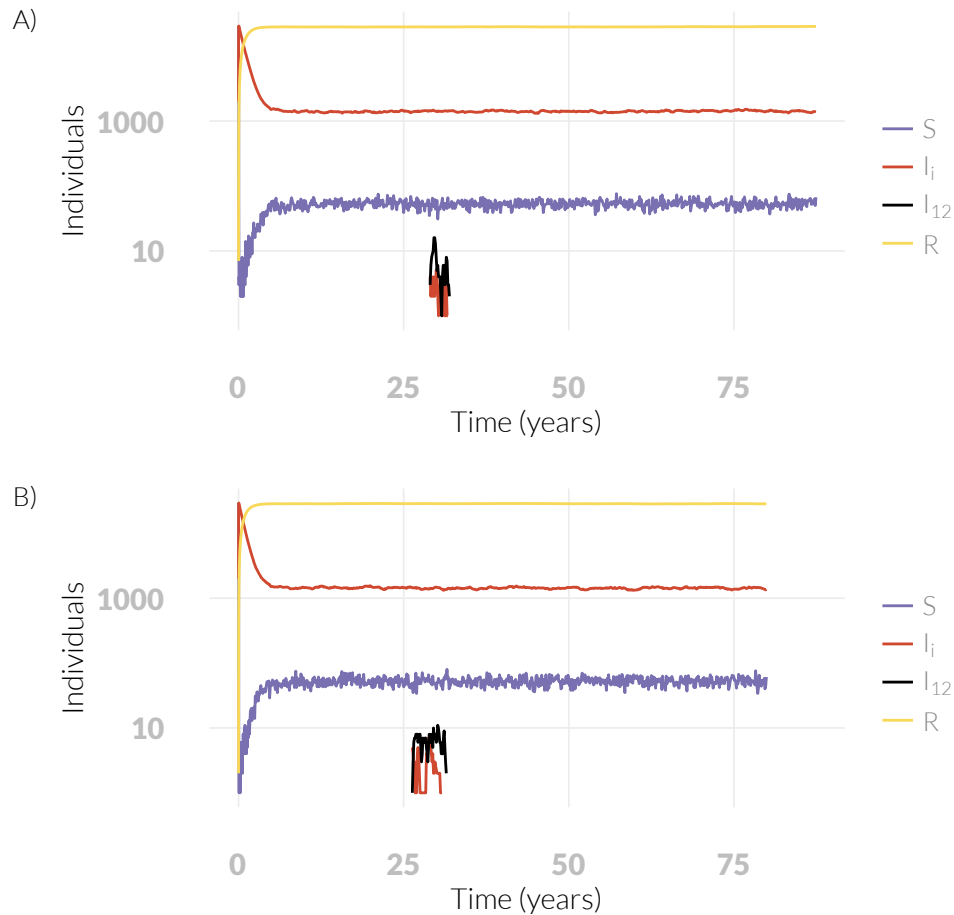 A)
Individuals
1000
10
0 25 50 75
Time (years)
S
Iᵢ
I₁₂
R
B)
Individuals
1000
10
0 25 50 75
Time (years)
S
Iᵢ
I₁₂
R